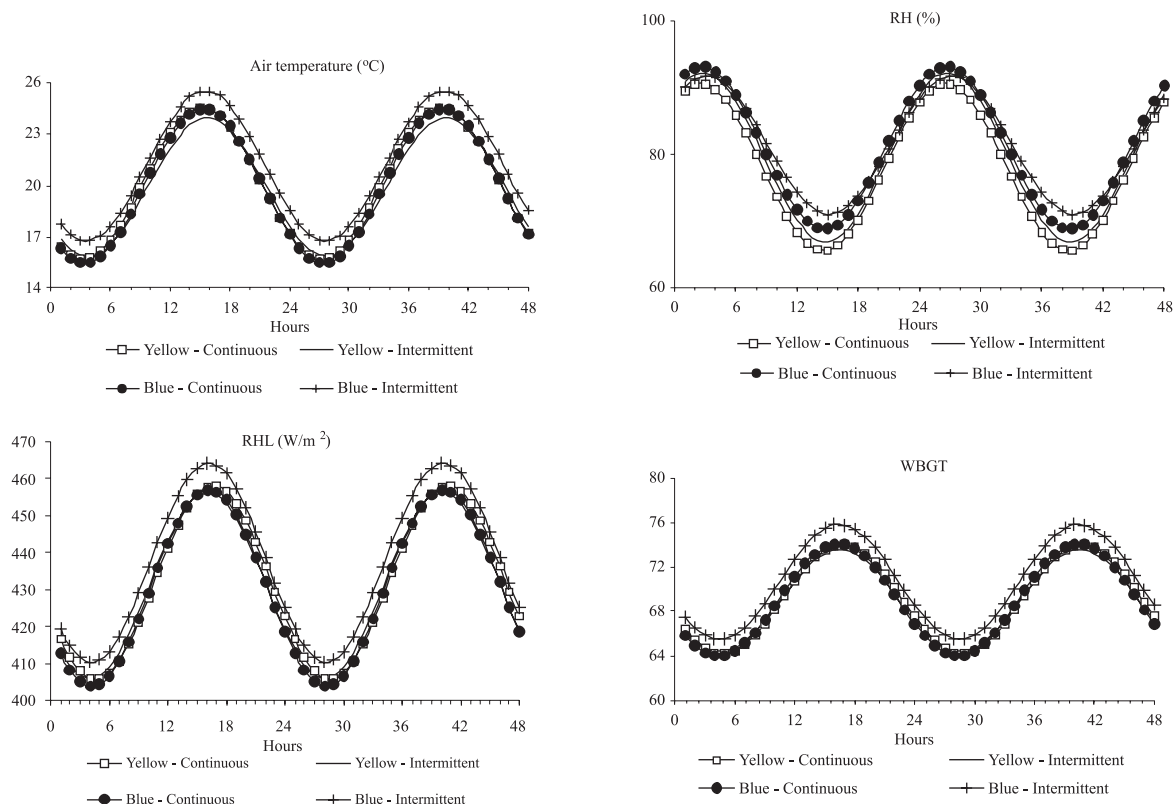 Air temperature (ºC)
26
23
20
17
14
0 6 12 18 24 30 36 42 48
Hours
Yellow - Continuous Yellow - Intermittent
Blue - Continuous Blue - Intermittent
RH (%)
100
80
60
0 6 12 18 24 30 36 42 48
Hours
Yellow - Continuous Yellow - Intermittent
Blue - Continuous Blue - Intermittent
RHL (W/m ²)
470
460
450
440
430
420
410
400
0 6 12 18 24 30 36 42 48
Hours
Yellow - Continuous Yellow - Intermittent
Blue - Continuous Blue - Intermittent
WBGT
80
76
72
68
64
60
0 6 12 18 24 30 36 42 48
Hours
Yellow - Continuous Yellow - Intermittent
Blue - Continuous Blue - Intermittent